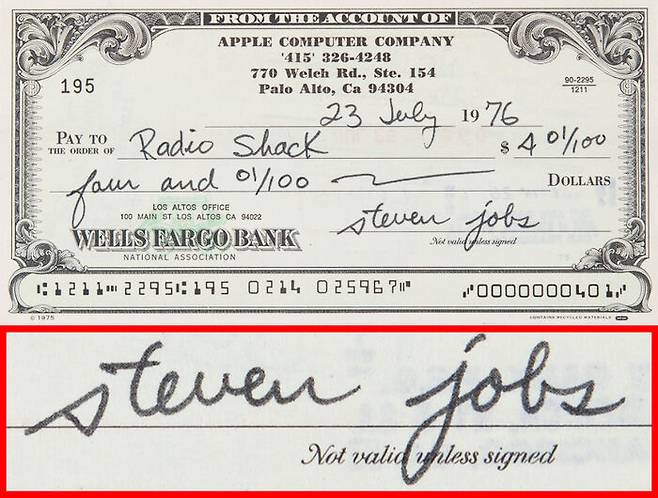 FROM THE ACCOUNT OF
APPLE COMPUTER COMPANY
'415' 326-4248
195
770 Welch Rd., Ste. 154
90-2295
1211
Palo Alto, Ca 94304
23 July 1976
PAY TO
THE ORDER OF Radio Shack $ 4 01/100
four and 01/100 DOLLARS
LOS ALTOS OFFICE
100 MAIN ST LOS ALTOS CA 94022
steven jobs
WELLS FARGO BANK
Not valid unless signed
NATIONAL ASSOCIATION
⑆1211⑉2295⑆195 0214 025967⑈ ⑈0000000401⑈
© 1975
CONTAINS RECYCLED MATERIALS
steven jobs
Not valid unless signed